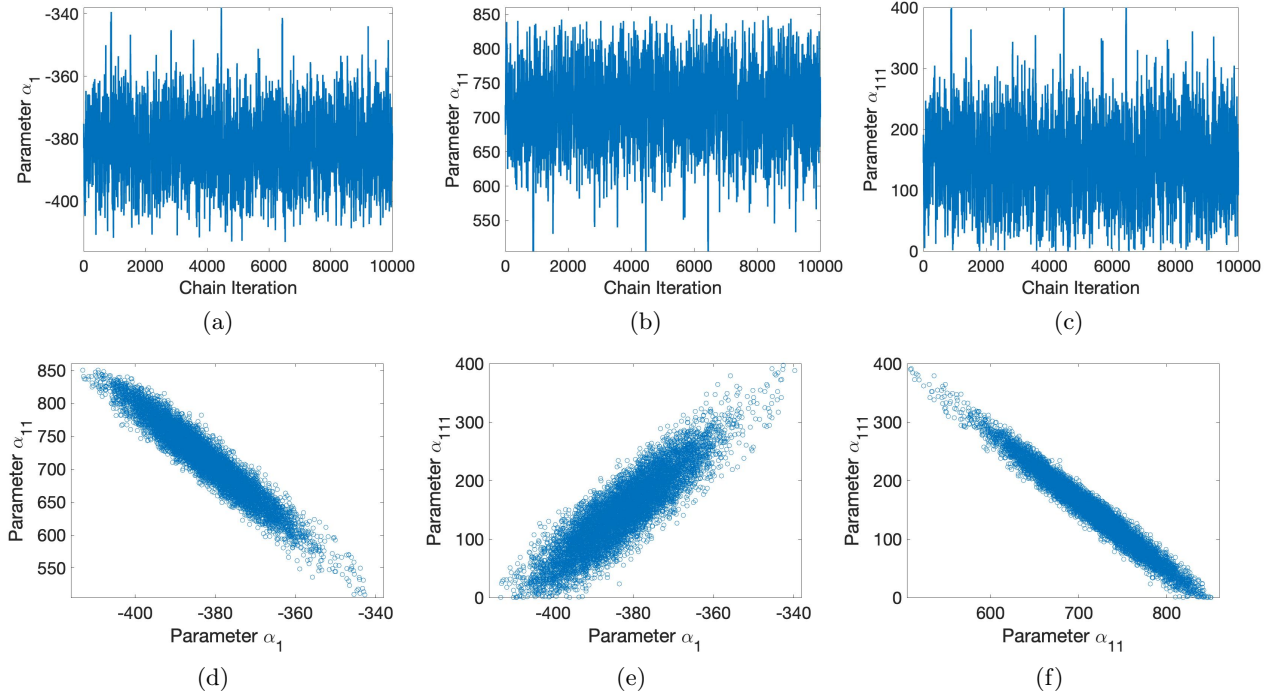 -340
-360
-380
-400
Parameter α1
0 2000 4000 6000 8000 10000
Chain Iteration
(a)
850
800
750
700
650
600
550
Parameter α11
0 2000 4000 6000 8000 10000
Chain Iteration
(b)
400
300
200
100
0
Parameter α111
0 2000 4000 6000 8000 10000
Chain Iteration
(c)
850
800
750
700
650
600
550
Parameter α11
-400 -380 -360 -340
Parameter α1
(d)
400
300
200
100
0
Parameter α111
-400 -380 -360 -340
Parameter α1
(e)
400
300
200
100
0
Parameter α111
600 700 800
Parameter α11
(f)